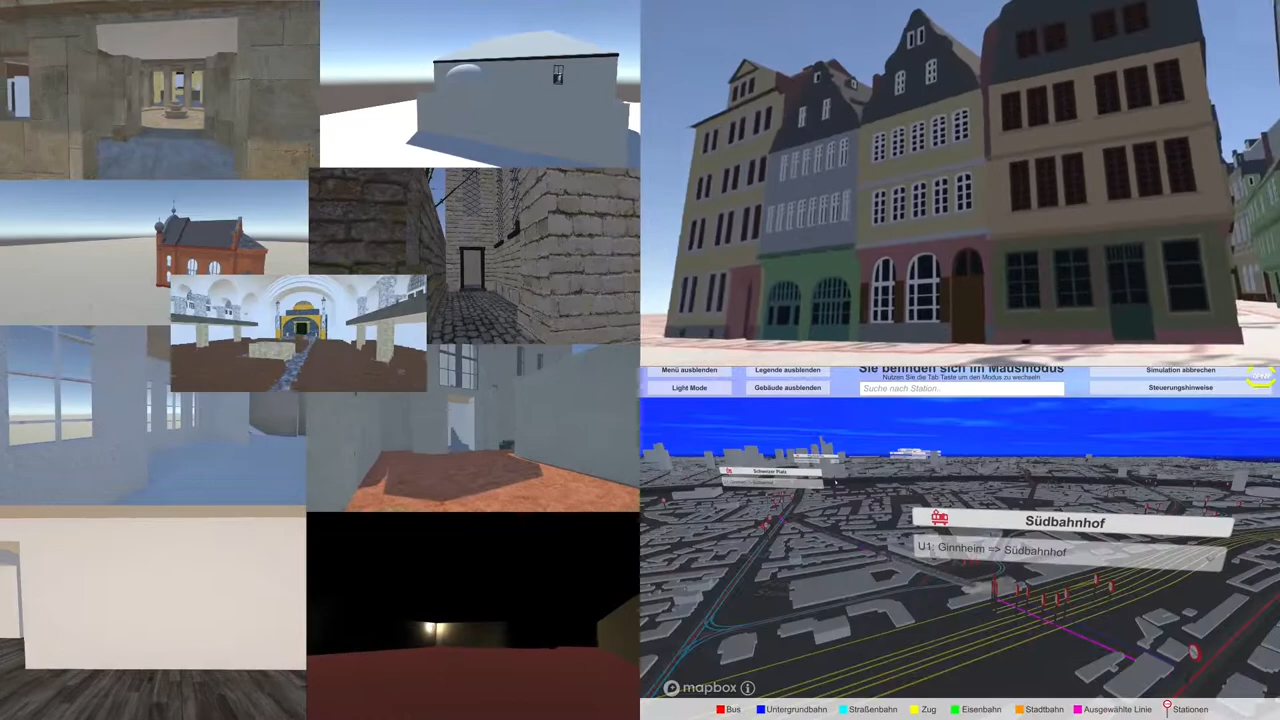 Menü ausblenden
Legende ausblenden
Sie befinden sich im Mausmodus
Simulation abbrechen
Nutzen Sie die Tab Taste um den Modus zu wechseln
Light Mode
Gebäude ausblenden
Suche nach Station..
Steuerungshinweise
Schweizer Platz
Südbahnhof
U1: Ginnheim => Südbahnhof
mapbox
Bus
Untergrundbahn
Straßenbahn
Zug
Eisenbahn
Stadtbahn
Ausgewählte Linie
Stationen